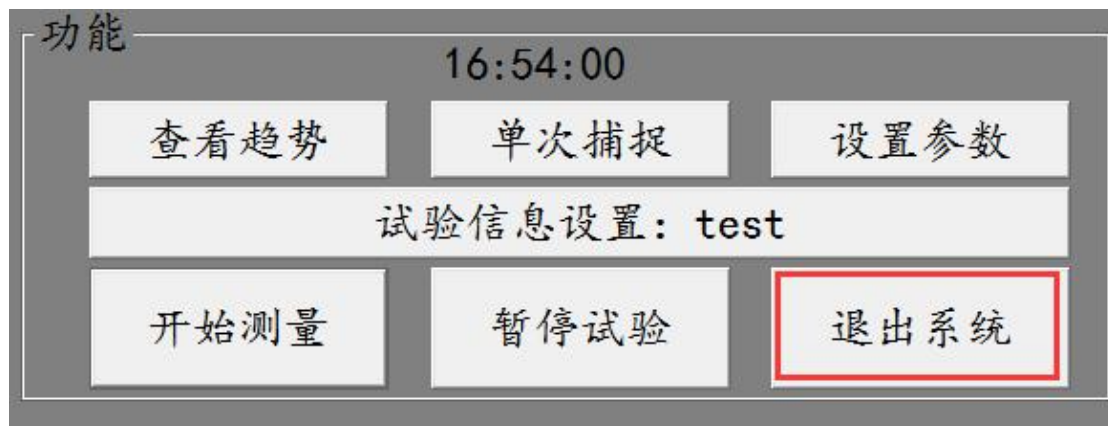 功能
16:54:00
查看趋势 单次捕捉 设置参数
试验信息设置: test
开始测量 暂停试验 退出系统